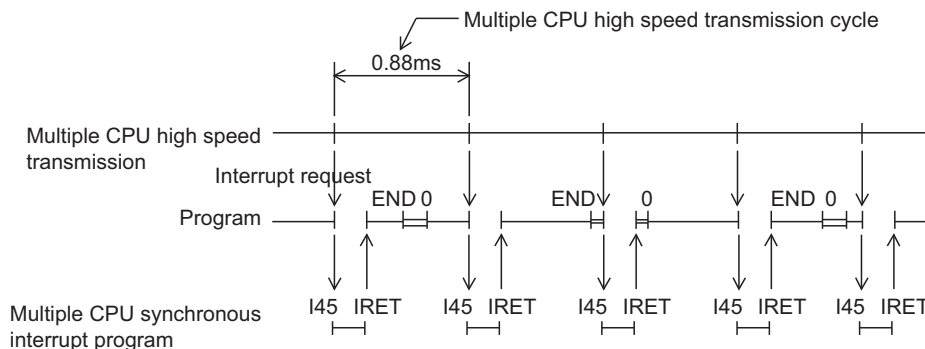 Multiple CPU high speed transmission cycle
0.88ms
Multiple CPU high speed
transmission
Interrupt request
END 0 END 0 END 0
Program
I45 IRET I45 IRET I45 IRET I45 IRET I45 IRET
Multiple CPU synchronous
interrupt program